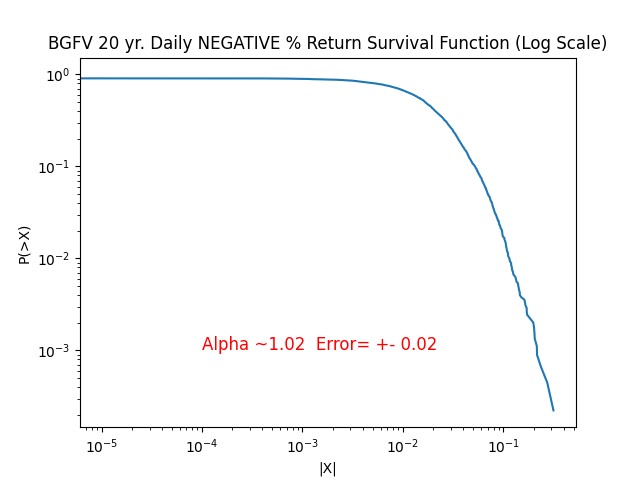 BGFV 20 yr. Daily NEGATIVE % Return Survival Function (Log Scale)
10⁰
10⁻¹
10⁻²
10⁻³
P(>X)
Alpha ~1.02  Error= +- 0.02
10⁻⁵ 10⁻⁴ 10⁻³ 10⁻² 10⁻¹
|X|